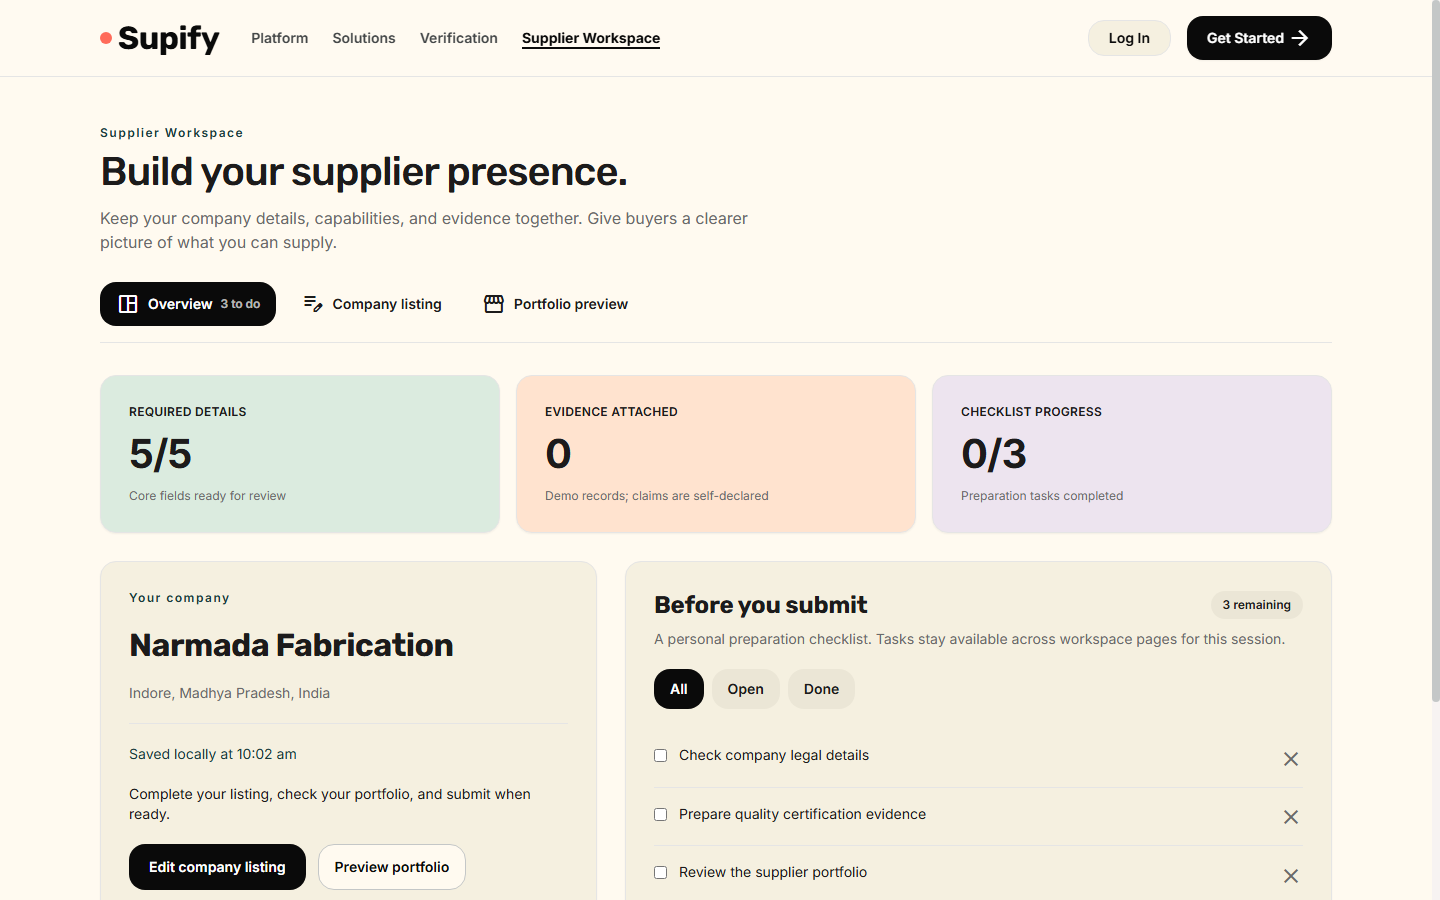 Supify
Platform
Solutions
Verification
Supplier Workspace
Log In
Get Started
Supplier Workspace
Build your supplier presence.
Keep your company details, capabilities, and evidence together. Give buyers a clearer
picture of what you can supply.
Overview 3 to do
Company listing
Portfolio preview
REQUIRED DETAILS
5/5
Core fields ready for review
EVIDENCE ATTACHED
0
Demo records; claims are self-declared
CHECKLIST PROGRESS
0/3
Preparation tasks completed
Your company
Narmada Fabrication
Indore, Madhya Pradesh, India
Saved locally at 10:02 am
Complete your listing, check your portfolio, and submit when
ready.
Edit company listing
Preview portfolio
Before you submit
3 remaining
A personal preparation checklist. Tasks stay available across workspace pages for this session.
All
Open
Done
Check company legal details
Prepare quality certification evidence
Review the supplier portfolio